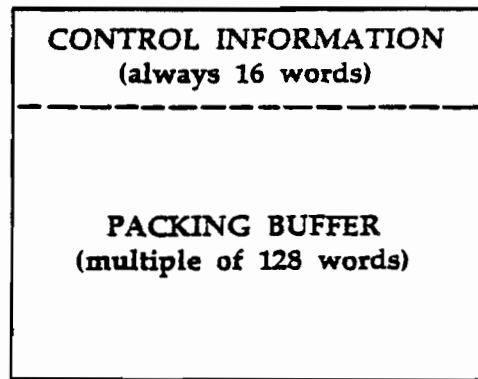 CONTROL INFORMATION
(always 16 words)
PACKING BUFFER
(multiple of 128 words)